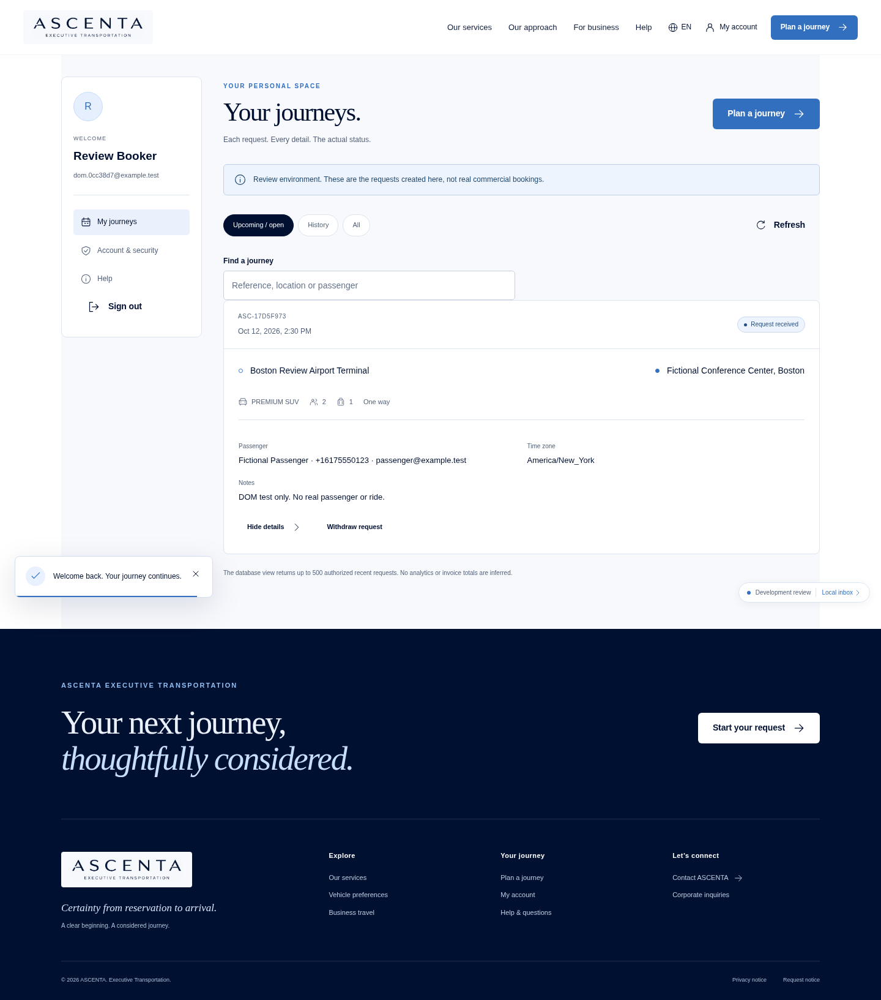 ASCENTA
EXECUTIVE TRANSPORTATION
Our services
Our approach
For business
Help
EN
My account
Plan a journey
R
WELCOME
Review Booker
dom.0cc38d7@example.test
My journeys
Account & security
Help
Sign out
YOUR PERSONAL SPACE
Your journeys.
Each request. Every detail. The actual status.
Plan a journey
Review environment. These are the requests created here, not real commercial bookings.
Upcoming / open
History
All
Refresh
Find a journey
Reference, location or passenger
ASC-17D5F973
Oct 12, 2026, 2:30 PM
Request received
Boston Review Airport Terminal
Fictional Conference Center, Boston
PREMIUM SUV
2
1
One way
Passenger
Fictional Passenger · +16175550123 · passenger@example.test
Time zone
America/New_York
Notes
DOM test only. No real passenger or ride.
Hide details
Withdraw request
The database view returns up to 500 authorized recent requests. No analytics or invoice totals are inferred.
Welcome back. Your journey continues.
Development review
Local inbox
ASCENTA EXECUTIVE TRANSPORTATION
Your next journey,
thoughtfully considered.
Start your request
ASCENTA
EXECUTIVE TRANSPORTATION
Certainty from reservation to arrival.
A clear beginning. A considered journey.
Explore
Our services
Vehicle preferences
Business travel
Your journey
Plan a journey
My account
Help & questions
Let's connect
Contact ASCENTA
Corporate inquiries
© 2026 ASCENTA. Executive Transportation.
Privacy notice
Request notice